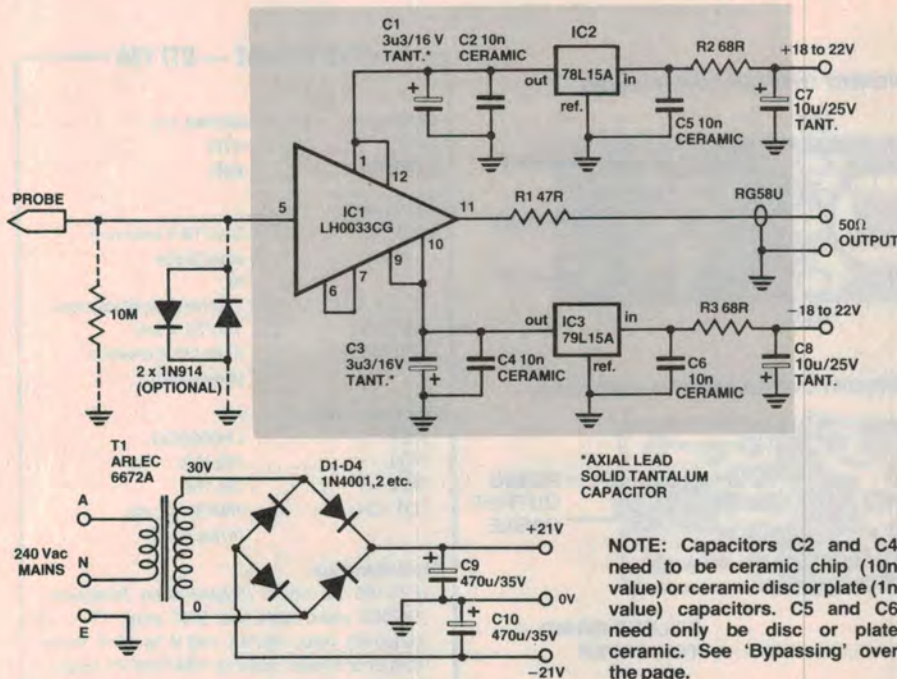 C1
3u3/16 V
TANT.*
C2 10n
CERAMIC
IC2
out
78L15A
in
ref.
R2 68R
+18 to 22V
C7
10u/25V
TANT.
C5 10n
CERAMIC
+
+
1
12
PROBE
5
IC1
LH0033CG
11
R1 47R
RG58U
50Ω
OUTPUT
10
9
7
6
10M
2 x 1N914
(OPTIONAL)
out
IC3
79L15A
in
ref.
R3 68R
−18 to 22V
C3
3u3/16V
TANT.*
+
C4 10n
CERAMIC
C6
10n
CERAMIC
C8
10u/25V
TANT.
+
*AXIAL LEAD
SOLID TANTALUM
CAPACITOR
T1
ARLEC
6672A
30V
0
D1-D4
1N4001,2 etc.
A
N
E
240 Vac
MAINS
+21V
+
C9
470u/35V
0V
+
C10
470u/35V
−21V
NOTE: Capacitors C2 and C4
need to be ceramic chip (10n
value) or ceramic disc or plate (1n
value) capacitors. C5 and C6
need only be disc or plate
ceramic. See 'Bypassing' over
the page.